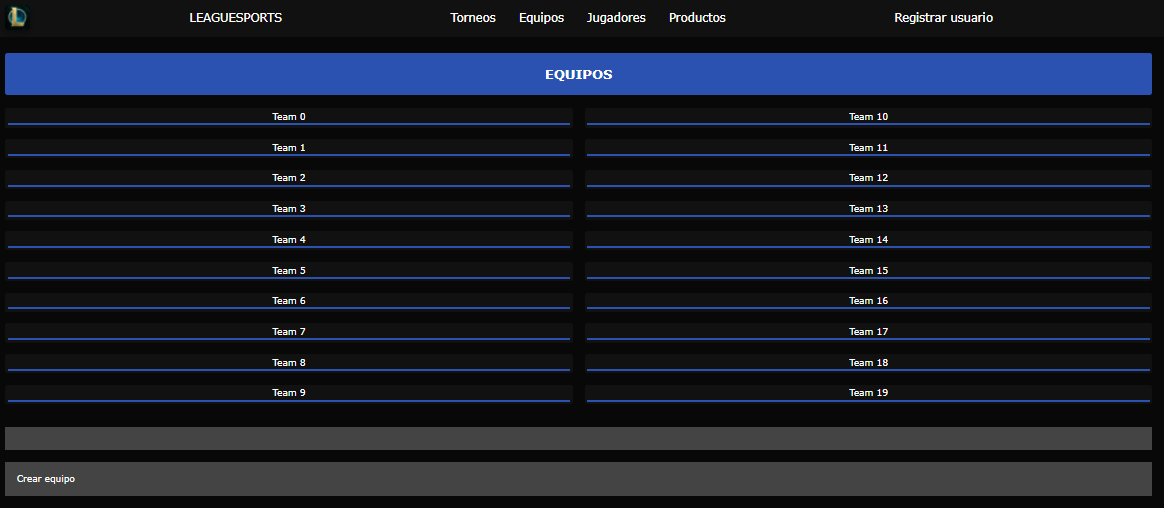 LEAGUESPORTS Torneos Equipos Jugadores Productos Registrar usuario
EQUIPOS
Team 0 Team 10
Team 1 Team 11
Team 2 Team 12
Team 3 Team 13
Team 4 Team 14
Team 5 Team 15
Team 6 Team 16
Team 7 Team 17
Team 8 Team 18
Team 9 Team 19
Crear equipo